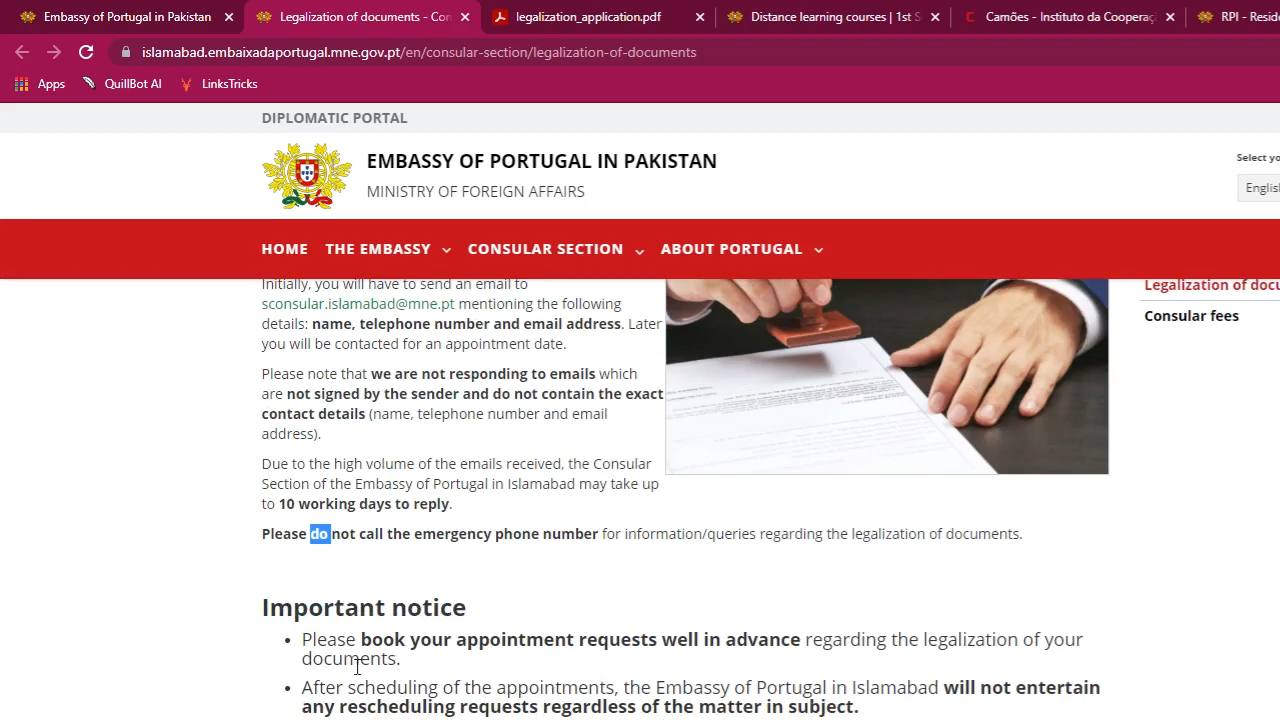 Embassy of Portugal in Pakistan
Legalization of documents - Con
legalization_application.pdf
Distance learning courses | 1st S
Camões - Instituto da Cooperaç
RPI - Reside
islamabad.embaixadaportugal.mne.gov.pt/en/consular-section/legalization-of-documents
Apps QuillBot AI LinksTricks
DIPLOMATIC PORTAL
EMBASSY OF PORTUGAL IN PAKISTAN
MINISTRY OF FOREIGN AFFAIRS
Select yo
English
HOME THE EMBASSY CONSULAR SECTION ABOUT PORTUGAL
Initially, you will have to send an email to
sconsular.islamabad@mne.pt mentioning the following
details: name, telephone number and email address. Later
you will be contacted for an appointment date.
Please note that we are not responding to emails which
are not signed by the sender and do not contain the exact
contact details (name, telephone number and email
address).
Due to the high volume of the emails received, the Consular
Section of the Embassy of Portugal in Islamabad may take up
to 10 working days to reply.
Please do not call the emergency phone number for information/queries regarding the legalization of documents.
Legalization of docu
Consular fees
Important notice
• Please book your appointment requests well in advance regarding the legalization of your
documents.
• After scheduling of the appointments, the Embassy of Portugal in Islamabad will not entertain
any rescheduling requests regardless of the matter in subject.